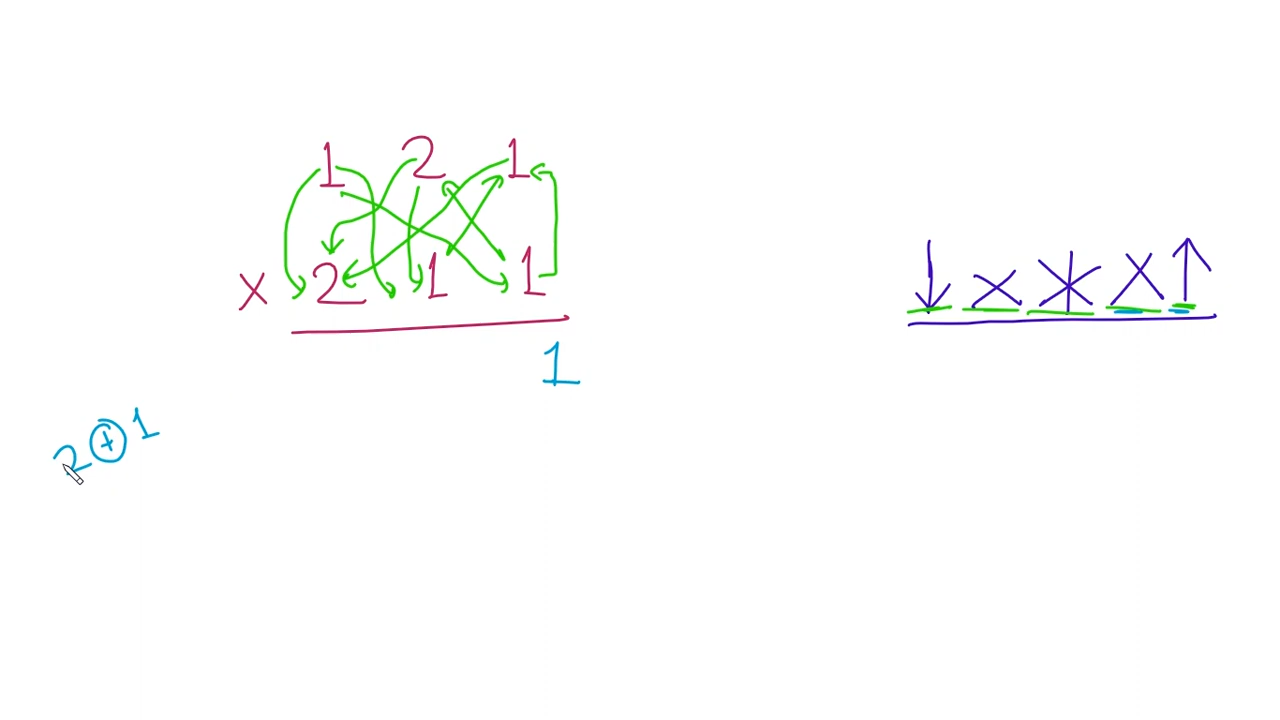 1 2 1
x 2 1 1
↓ × * × ↑
1
2 + 1